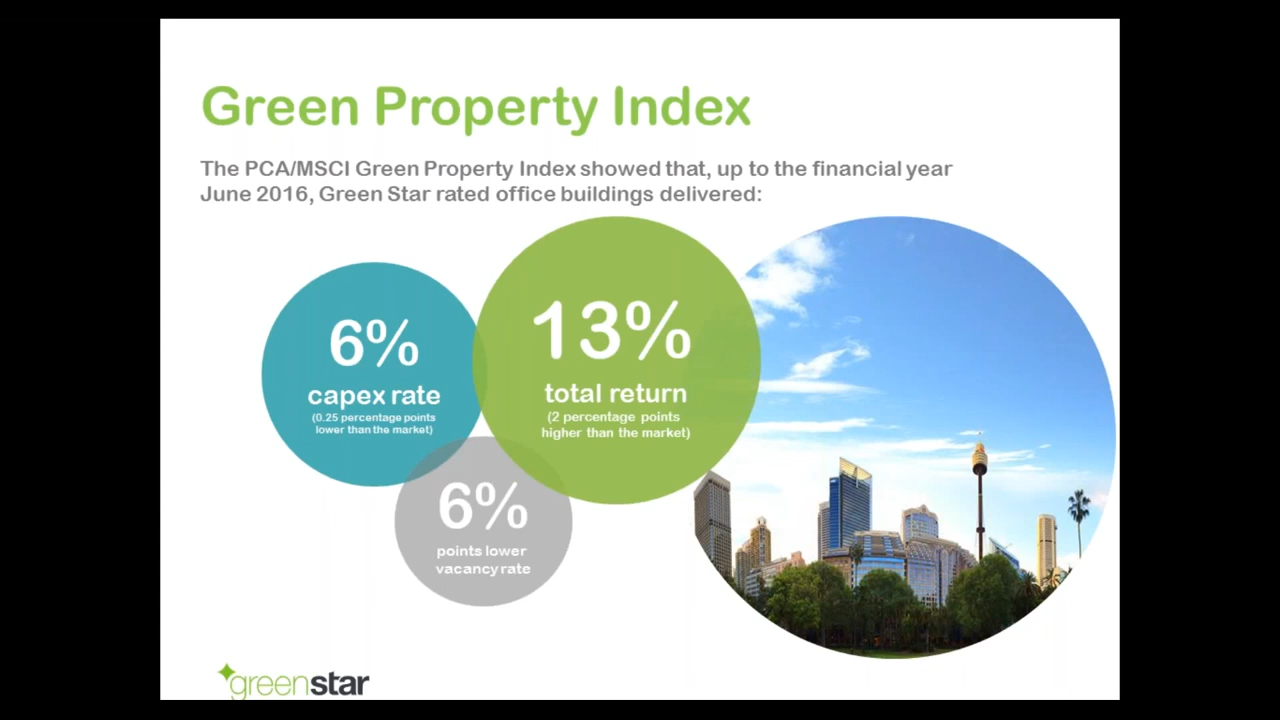 Green Property Index
The PCA/MSCI Green Property Index showed that, up to the financial year
June 2016, Green Star rated office buildings delivered:
6%
capex rate
(0.25 percentage points
lower than the market)
13%
total return
(2 percentage points
higher than the market)
6%
points lower
vacancy rate
greenstar